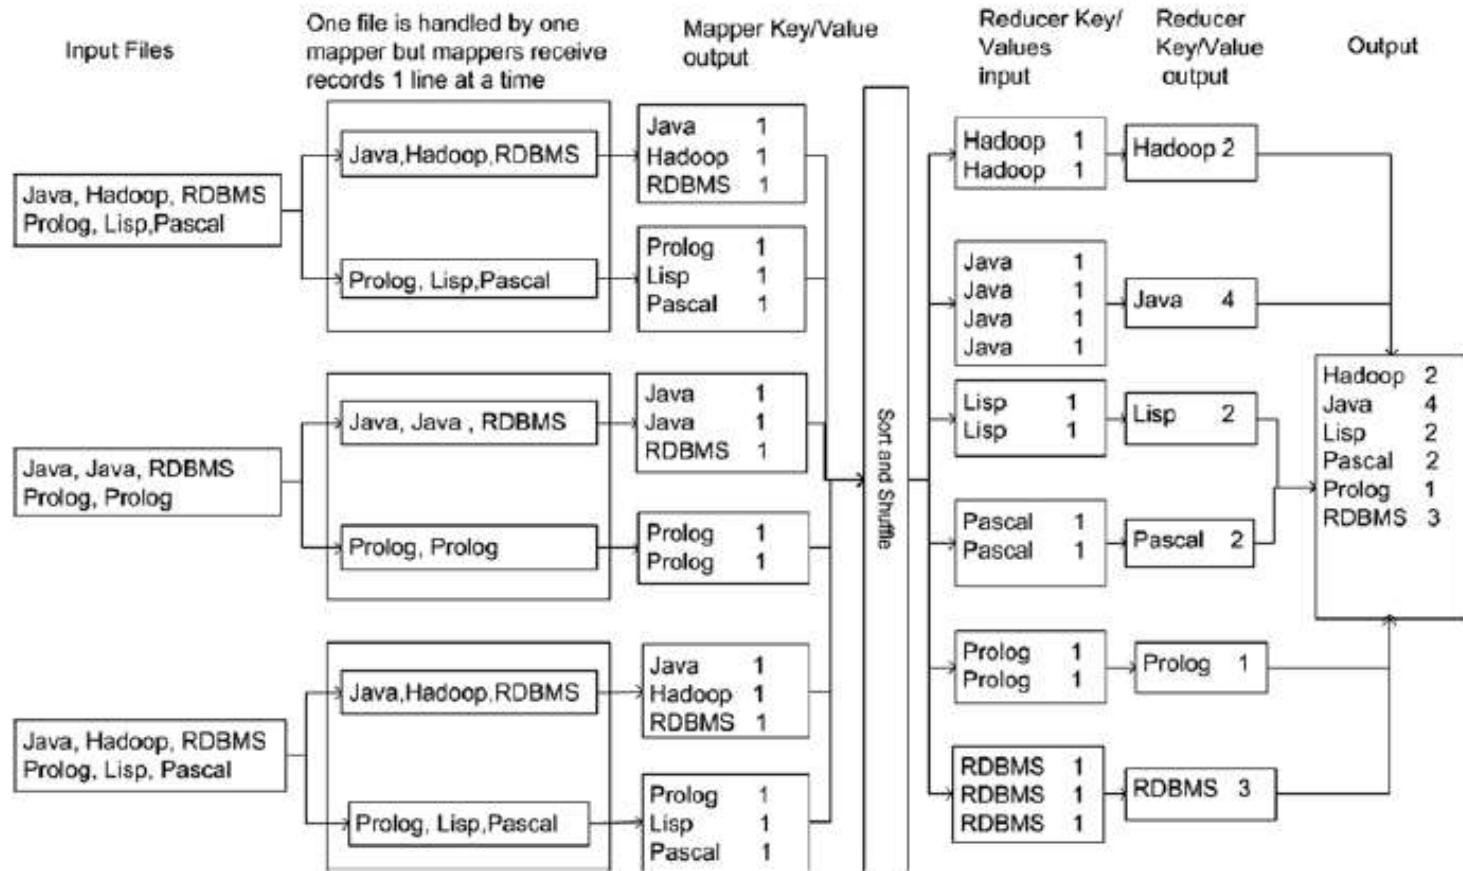 Input Files
One file is handled by one
mapper but mappers receive
records 1 line at a time
Mapper Key/Value
output
Reducer Key/
Values
input
Reducer
Key/Value
output
Output
Java, Hadoop, RDBMS
Prolog, Lisp,Pascal
Java,Hadoop,RDBMS
Prolog, Lisp,Pascal
Java 1
Hadoop 1
RDBMS 1
Prolog 1
Lisp 1
Pascal 1
Java, Java, RDBMS
Prolog, Prolog
Java, Java , RDBMS
Prolog, Prolog
Java 1
Java 1
RDBMS 1
Prolog 1
Prolog 1
Java, Hadoop, RDBMS
Prolog, Lisp, Pascal
Java,Hadoop,RDBMS
Prolog, Lisp,Pascal
Java 1
Hadoop 1
RDBMS 1
Prolog 1
Lisp 1
Pascal 1
Sort and Shuffle
Hadoop 1
Hadoop 1
Hadoop 2
Java 1
Java 1
Java 1
Java 1
Java 4
Lisp 1
Lisp 1
Lisp 2
Pascal 1
Pascal 1
Pascal 2
Prolog 1
Prolog 1
Prolog 1
RDBMS 1
RDBMS 1
RDBMS 1
RDBMS 3
Hadoop 2
Java 4
Lisp 2
Pascal 2
Prolog 1
RDBMS 3